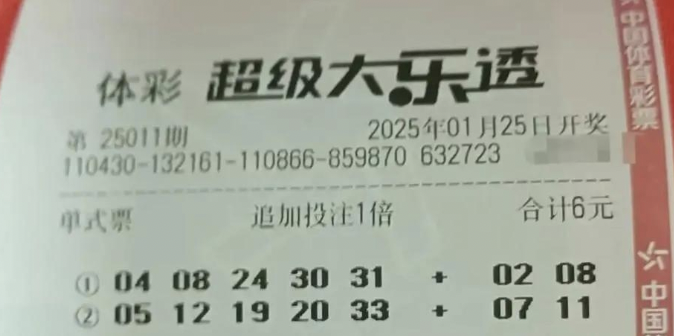 体彩 超级大乐透
第 25011期 2025年01月25日开奖
110430-132161-110866-859870 632723
单式票 追加投注1倍 合计6元
① 04 08 24 30 31 + 02 08
② 05 12 19 20 33 + 07 11
中国体育彩票
中国